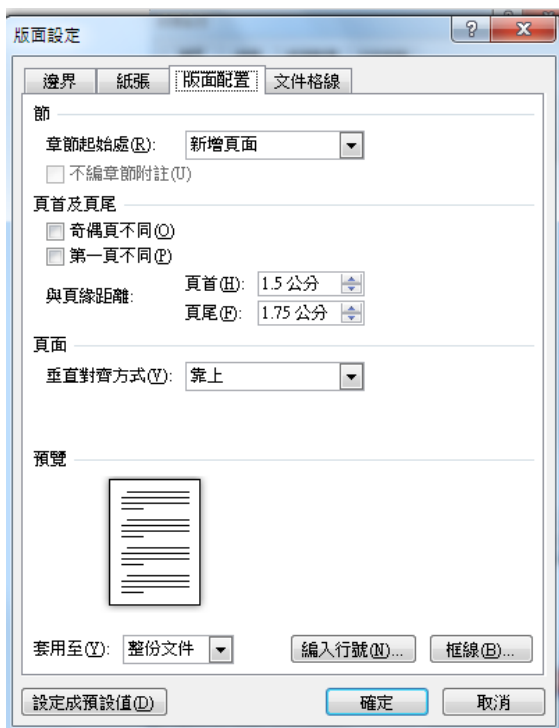 版面設定
邊界 紙張 版面配置 文件格線
節
章節起始處(R): 新增頁面
不編章節附註(U)
頁首及頁尾
奇偶頁不同(O)
第一頁不同(P)
與頁緣距離: 頁首(H): 1.5 公分
頁尾(F): 1.75 公分
頁面
垂直對齊方式(V): 靠上
預覽
套用至(Y): 整份文件 編入行號(N)... 框線(B)...
設定成預設值(D) 確定 取消